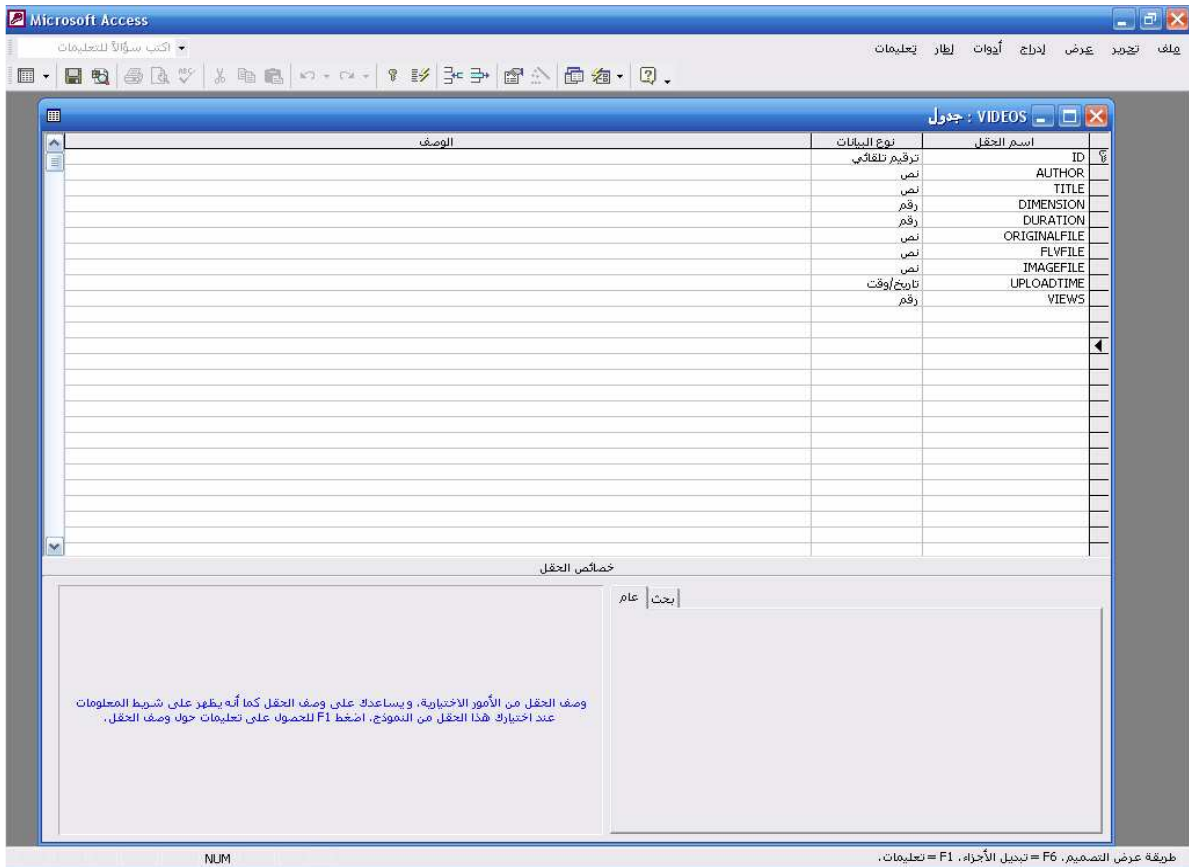 Microsoft Access
ملف تحرير عرض إدراج أدوات إطار تعليمات
اكتب سؤالاً للتعليمات
VIDEOS : جدول
اسم الحقل نوع البيانات الوصف
ID ترقيم تلقائي
AUTHOR نص
TITLE نص
DIMENSION رقم
DURATION رقم
ORIGINALFILE نص
FLVFILE نص
IMAGEFILE نص
UPLOADTIME تاريخ/وقت
VIEWS رقم
خصائص الحقل
عام بحث
وصف الحقل من الأمور الاختيارية، ويساعدك على وصف الحقل كما أنه يظهر على شريط المعلومات
عند اختيارك هذا الحقل من النموذج. اضغط F1 للحصول على تعليمات حول وصف الحقل.
طريقة عرض التصميم. F6 =تبديل الأجزاء. F1 =تعليمات.
NUM